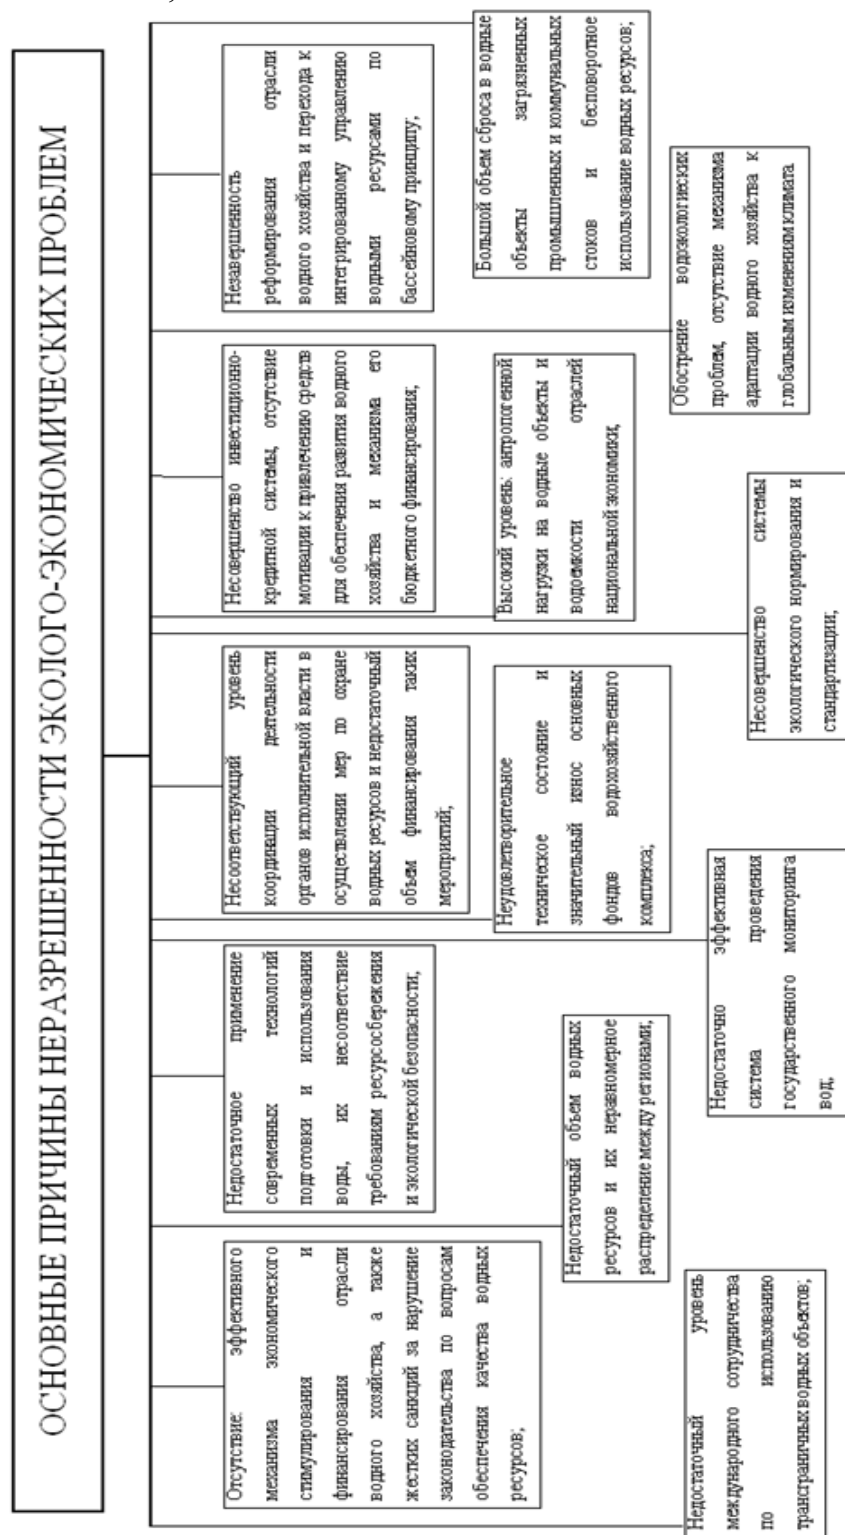 ОСНОВНЫЕ ПРИЧИНЫ НЕРАЗРЕШЕННОСТИ ЭКОЛОГО-ЭКОНОМИЧЕСКИХ ПРОБЛЕМ
Отсутствие: эффективного
механизма экономического
стимулирования и
финансирования отрасли
водного хозяйства, а также
жестких санкций за нарушение
законодательства по вопросам
обеспечения качества водных
ресурсов;
Недостаточное применение
современных технологий
подготовки и использования
воды, их несоответствие
требованиям ресурсосбережения
и экологической безопасности;
Несоответствующий уровень
координации деятельности
органов исполнительной власти в
осуществлении мер по охране
водных ресурсов и недостаточный
объем финансирования таких
мероприятий;
Несовершенство инвестиционно-
кредитной системы, отсутствие
мотивации к привлечению средств
для обеспечения развития водного
хозяйства и механизма его
бюджетного финансирования;
Незавершенность
реформирования отрасли
водного хозяйства и перехода к
интегрированному управлению
водными ресурсами по
бассейновому принципу;
Недостаточный объем водных
ресурсов и их неравномерное
распределение между регионами;
Неудовлетворительное
техническое состояние и
значительный износ основных
фондов водохозяйственного
комплекса;
Высокий уровень: антропогенной
нагрузки на водные объекты и
водоемкости отраслей
национальной экономики;
Большой объем сброса в водные
объекты загрязненных
промышленных и коммунальных
стоков и бесповоротное
использование водных ресурсов;
Недостаточный уровень
международного сотрудничества
по использованию
трансграничных водных объектов;
Недостаточно эффективная
система проведения
государственного мониторинга
вод;
Несовершенство системы
экологического нормирования и
стандартизации;
Обострение водоэкологических
проблем, отсутствие механизма
адаптации водного хозяйства к
глобальным изменениям климата.